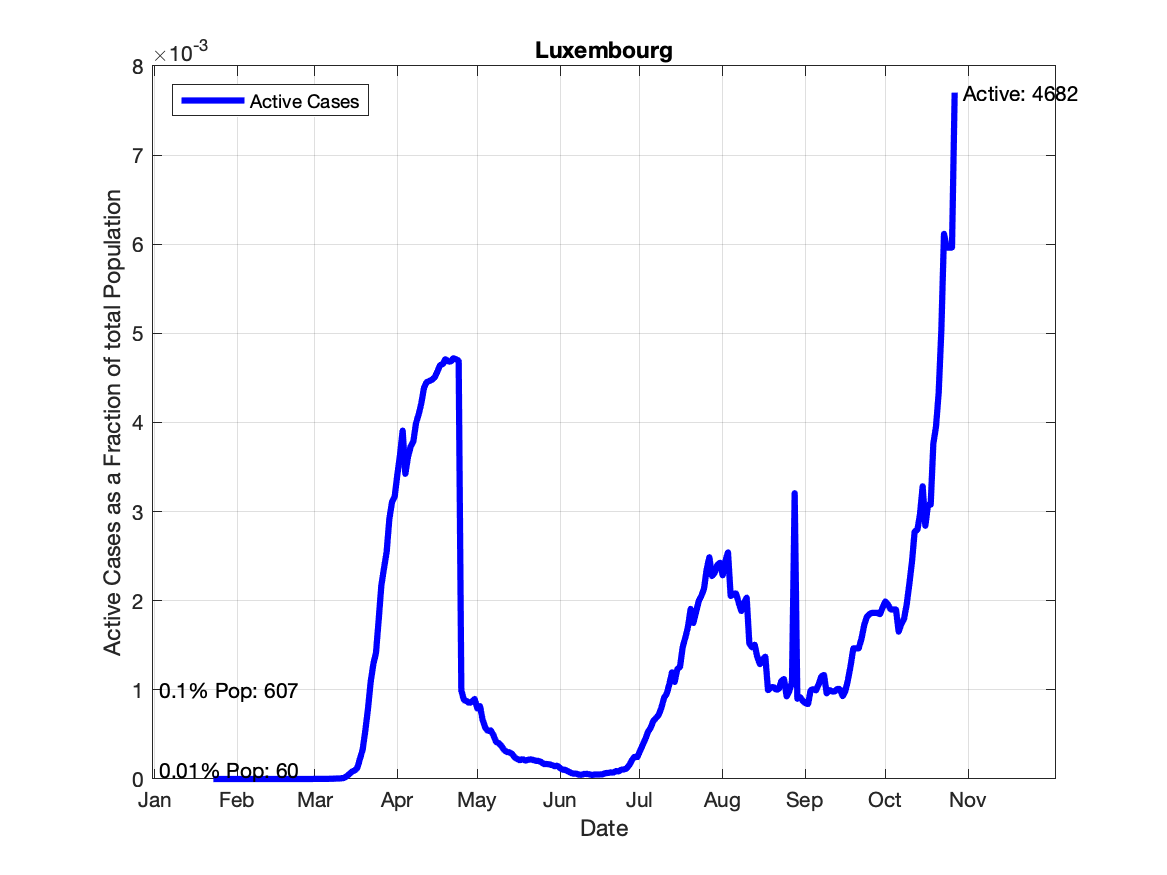 Luxembourg
×10-3
Active Cases
Active: 4682
8
7
6
5
4
3
2
1
0
Active Cases as a Fraction of total Population
0.1% Pop: 607
0.01% Pop: 60
Jan Feb Mar Apr May Jun Jul Aug Sep Oct Nov
Date